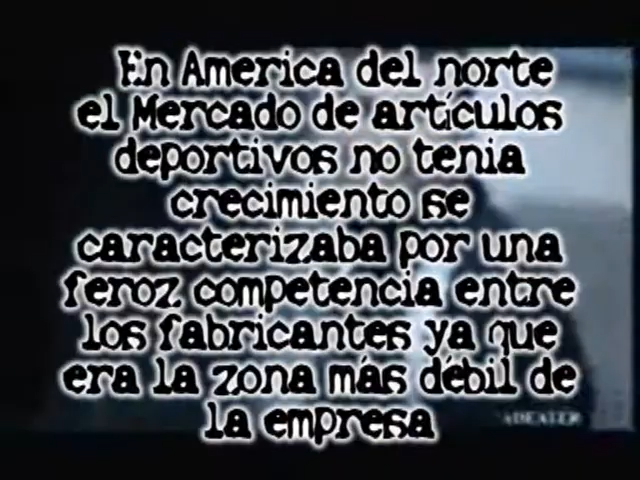 En America del norte
el Mercado de artículos
deportivos no tenia
crecimiento se
caracterizaba por una
feroz competencia entre
los fabricantes ya que
era la zona más débil de
la empresa